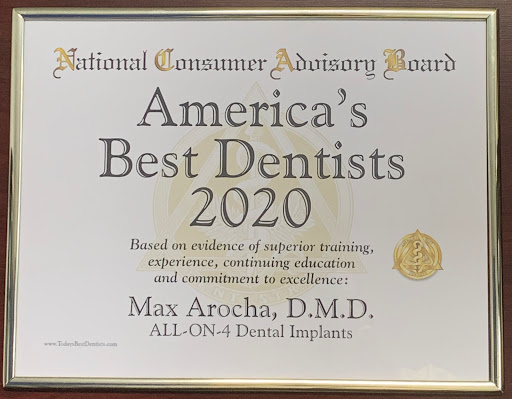 National Consumer Advisory Board
America's
Best Dentists
2020
Based on evidence of superior training,
experience, continuing education
and commitment to excellence:
Max Arocha, D.M.D.
ALL-ON-4 Dental Implants
www.TodaysBestDentists.com